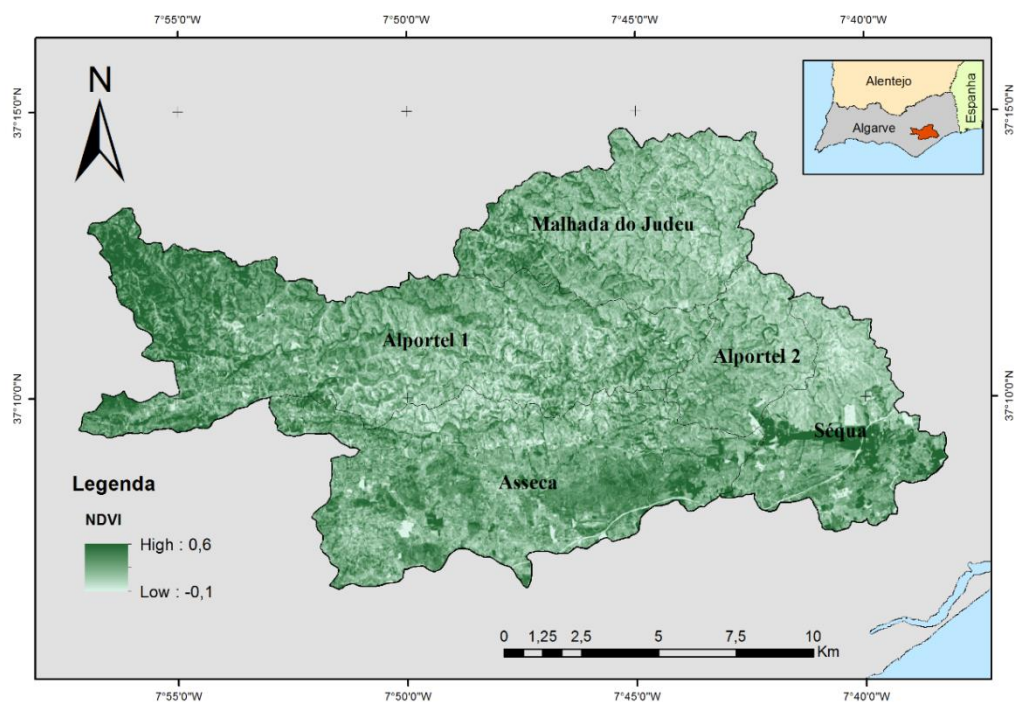 7°55'0"W 7°50'0"W 7°45'0"W 7°40'0"W
N
Alentejo
Algarve
Espanha
37°15'0"N 37°15'0"N
Malhada do Judeu
Alportel 1
Alportel 2
37°10'0"N 37°10'0"N
Séqua
Asseca
Legenda
NDVI
High : 0,6
Low : -0,1
0 1,25 2,5 5 7,5 10
Km
7°55'0"W 7°50'0"W 7°45'0"W 7°40'0"W